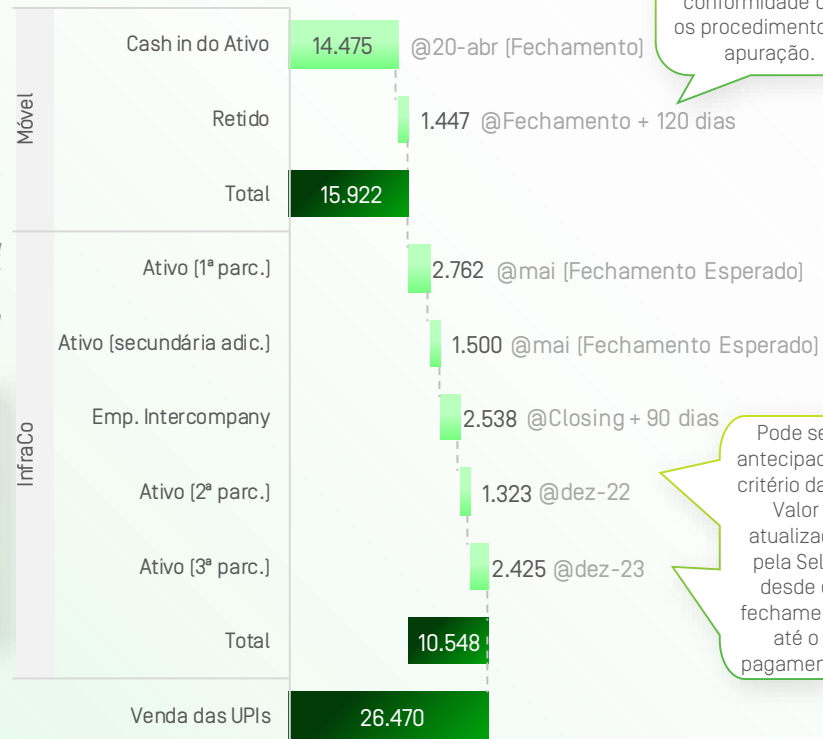 conformidade
os procedimento
apuração.
Móvel
Cash in do Ativo 14.475 @20-abr (Fechamento)
Retido 1.447 @Fechamento + 120 dias
Total 15.922
InfraCo
Ativo (1ª parc.) 2.762 @mai (Fechamento Esperado)
Ativo (secundária adic.) 1.500 @mai (Fechamento Esperado)
Emp. Intercompany 2.538 @Closing + 90 dias
Ativo (2ª parc.) 1.323 @dez-22
Ativo (3ª parc.) 2.425 @dez-23
Total 10.548
Pode se
antecipad
critério da
Valor
atualiza
pela Sel
desde
fechame
até o
pagamen
Venda das UPIs 26.470